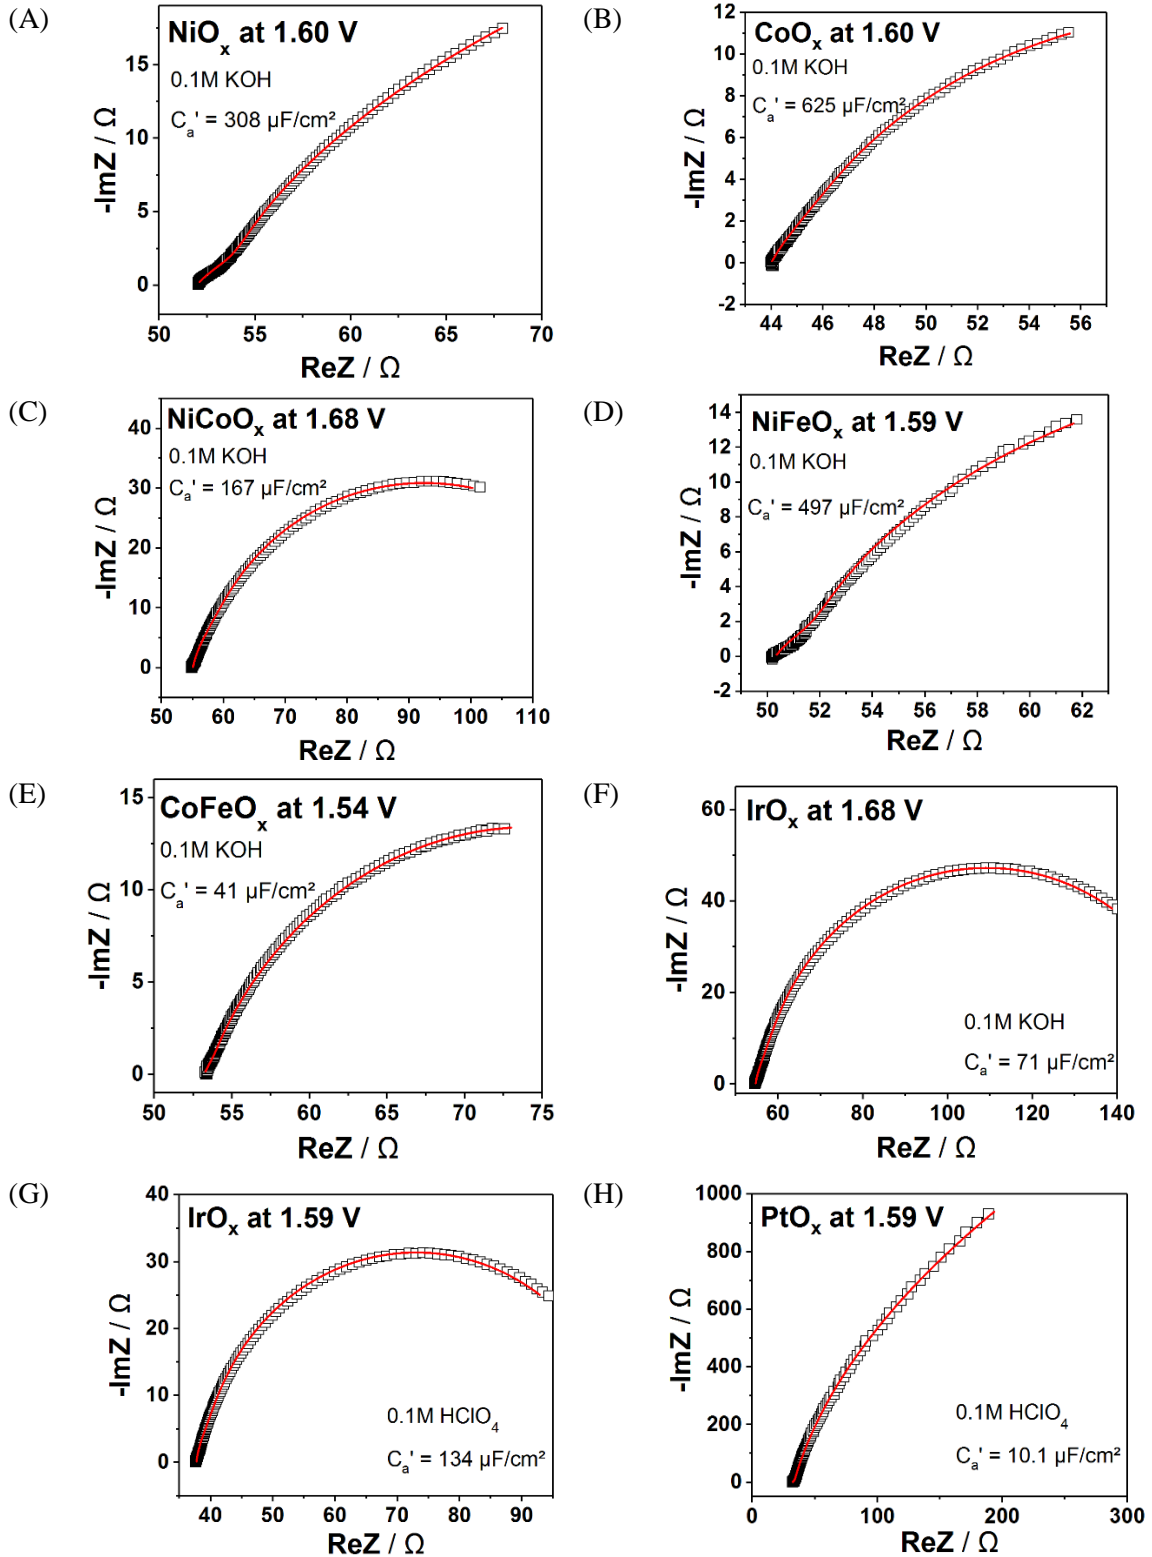 (A)
NiOₓ at 1.60 V
0.1M KOH
Cₐ' = 308 µF/cm²
-ImZ / Ω
15
10
5
0
50 55 60 65 70
ReZ / Ω
(B)
CoOₓ at 1.60 V
0.1M KOH
Cₐ' = 625 µF/cm²
-ImZ / Ω
12
10
8
6
4
2
0
-2
44 46 48 50 52 54 56
ReZ / Ω
(C)
NiCoOₓ at 1.68 V
0.1M KOH
Cₐ' = 167 µF/cm²
-ImZ / Ω
40
30
20
10
0
50 60 70 80 90 100 110
ReZ / Ω
(D)
NiFeOₓ at 1.59 V
0.1M KOH
Cₐ' = 497 µF/cm²
-ImZ / Ω
14
12
10
8
6
4
2
0
-2
50 52 54 56 58 60 62
ReZ / Ω
(E)
CoFeOₓ at 1.54 V
0.1M KOH
Cₐ' = 41 µF/cm²
-ImZ / Ω
15
10
5
0
50 55 60 65 70 75
ReZ / Ω
(F)
IrOₓ at 1.68 V
0.1M KOH
Cₐ' = 71 µF/cm²
-ImZ / Ω
60
40
20
0
60 80 100 120 140
ReZ / Ω
(G)
IrOₓ at 1.59 V
0.1M HClO₄
Cₐ' = 134 µF/cm²
-ImZ / Ω
40
30
20
10
0
40 50 60 70 80 90
ReZ / Ω
(H)
PtOₓ at 1.59 V
0.1M HClO₄
Cₐ' = 10.1 µF/cm²
-ImZ / Ω
1000
800
600
400
200
0
0 100 200 300
ReZ / Ω